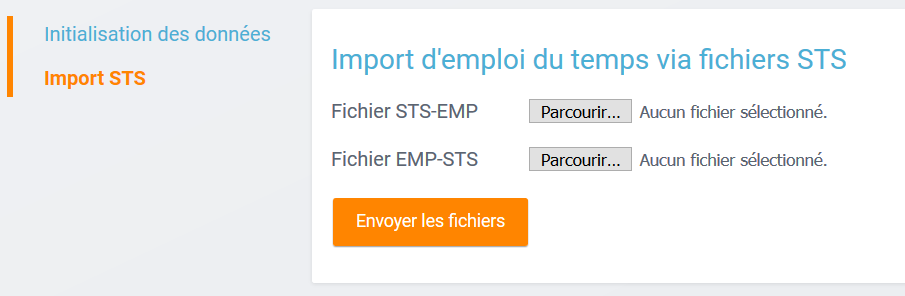 Initialisation des données
Import STS
Import d'emploi du temps via fichiers STS
Fichier STS-EMP Parcourir... Aucun fichier sélectionné.
Fichier EMP-STS Parcourir... Aucun fichier sélectionné.
Envoyer les fichiers